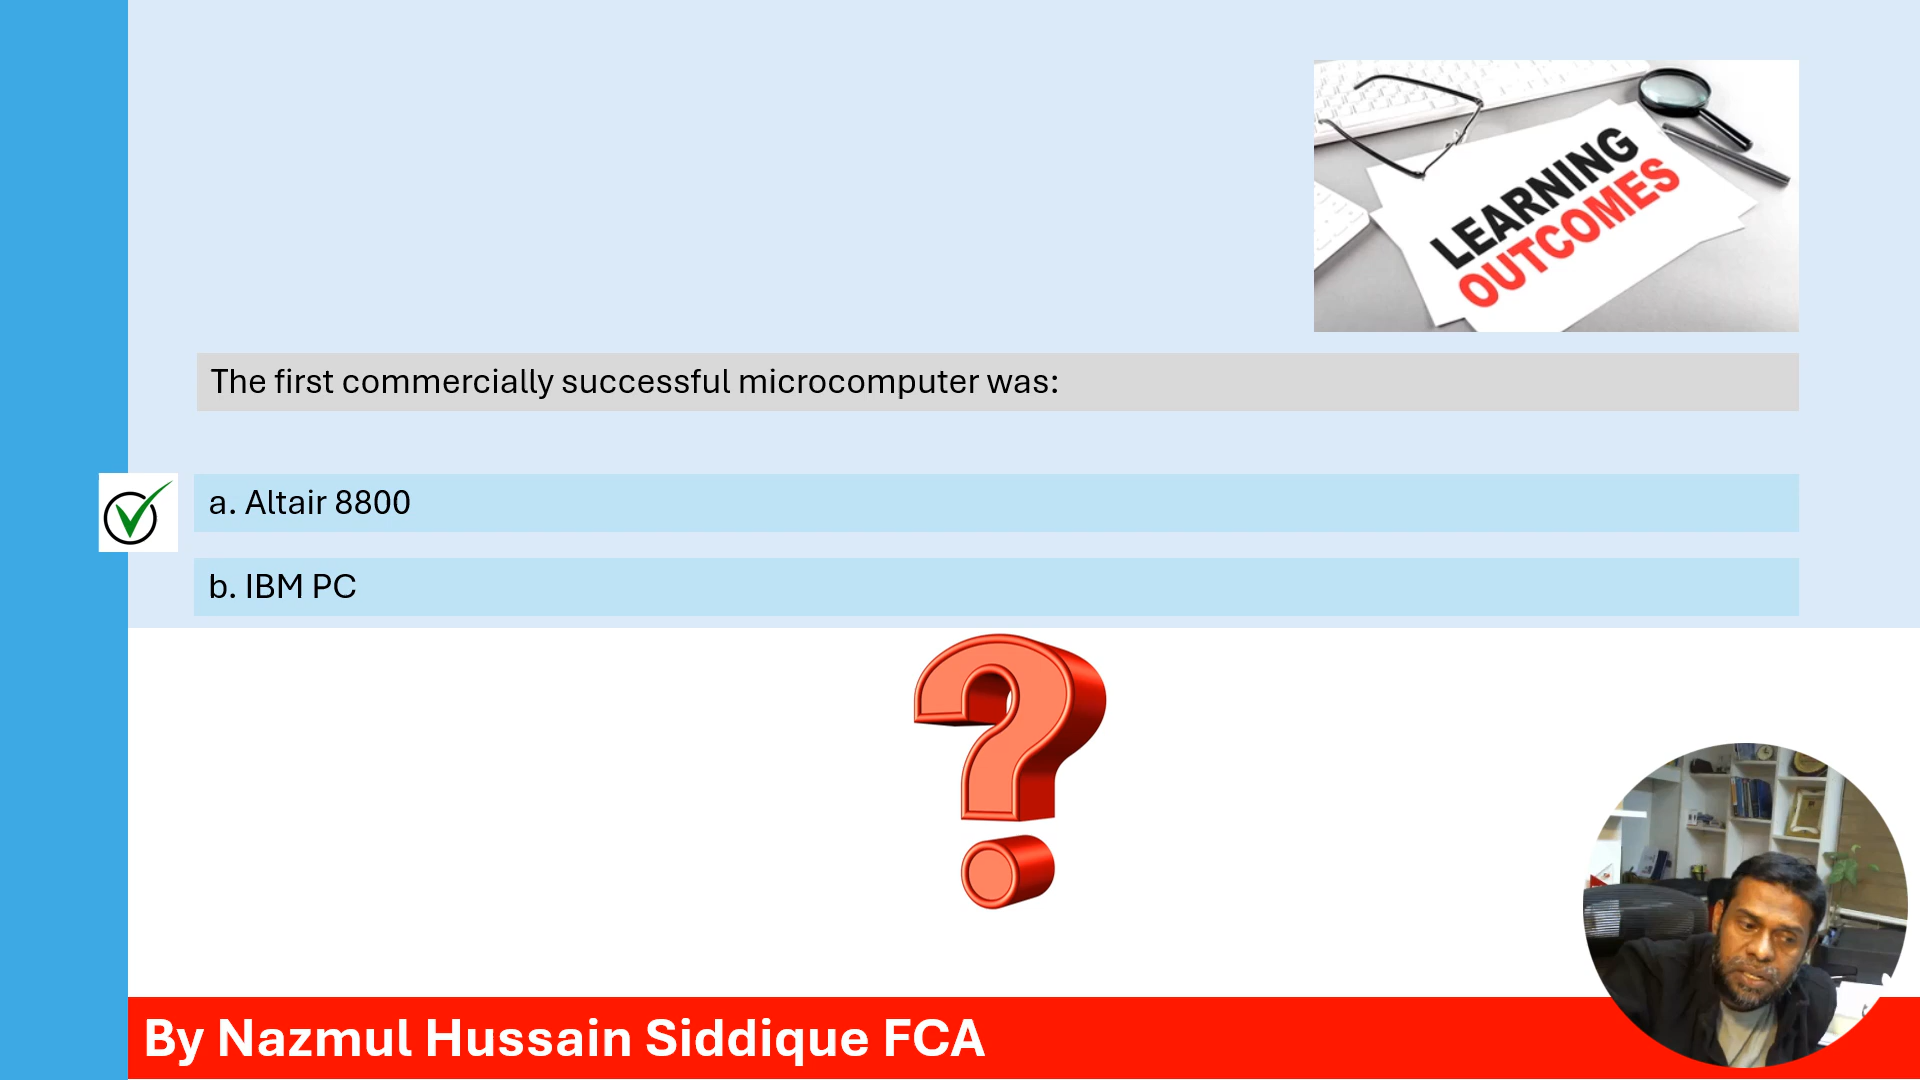 LEARNING
OUTCOMES
The first commercially successful microcomputer was:
a. Altair 8800
b. IBM PC
?
By Nazmul Hussain Siddique FCA